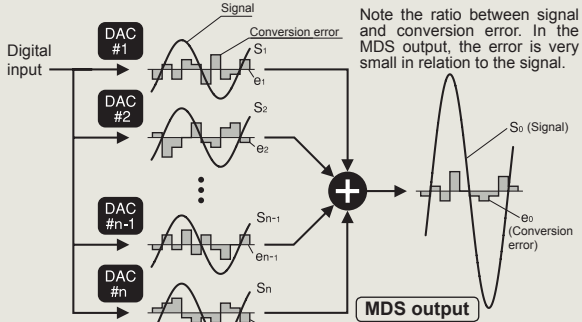 Signal
Conversion error
Digital
input
DAC
#1
S1
e1
DAC
#2
S2
e2
DAC
#n-1
Sn-1
en-1
DAC
#n
Sn
Note the ratio between signal
and conversion error. In the
MDS output, the error is very
small in relation to the signal.
S0 (Signal)
e0
(Conversion
error)
MDS output